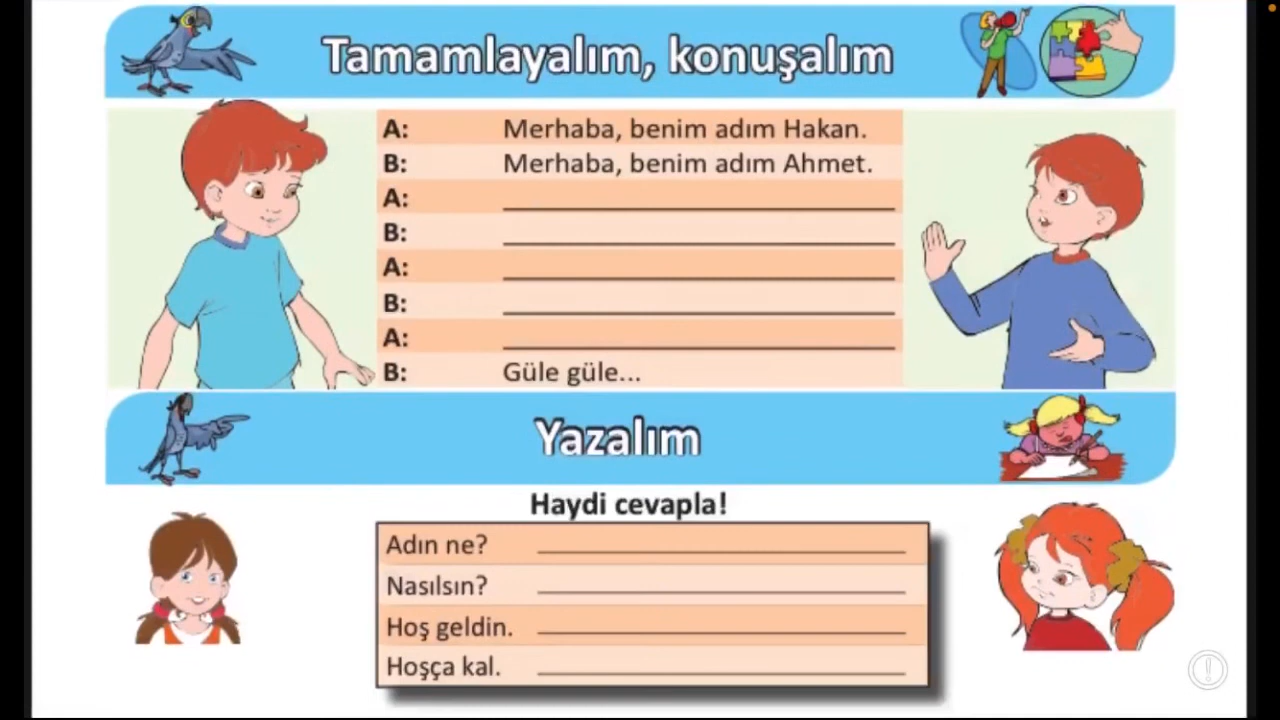 Tamamlayalım, konuşalım
A: Merhaba, benim adım Hakan.
B: Merhaba, benim adım Ahmet.
A:
B:
A:
B:
A:
B: Güle güle...
Yazalım
Haydi cevapla!
Adın ne?
Nasılsın?
Hoş geldin.
Hoşça kal.